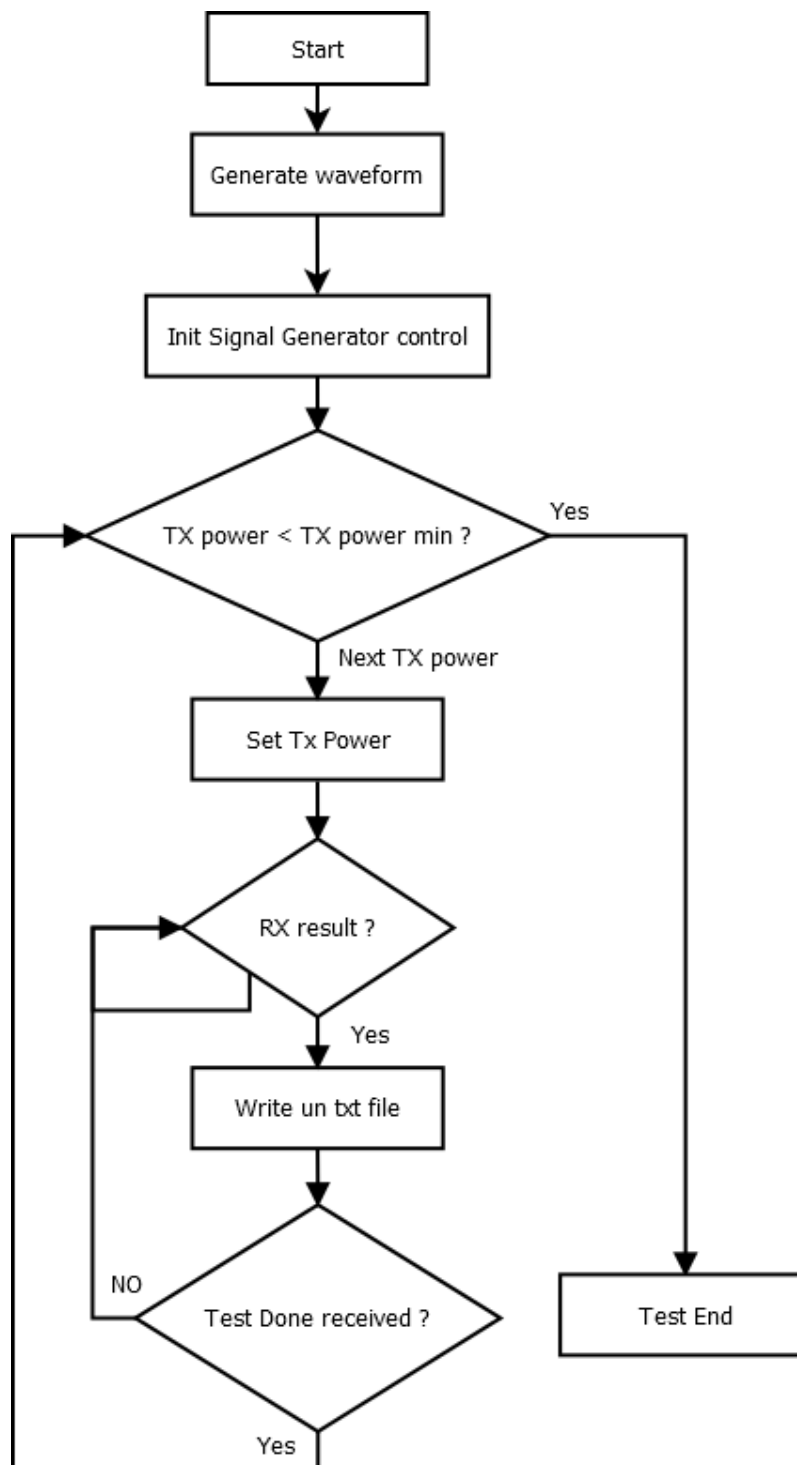 Start
Generate waveform
Init Signal Generator control
TX power < TX power min ?
Yes
Next TX power
Set Tx Power
RX result ?
Yes
Write un txt file
NO
Test Done received ?
Test End
Yes